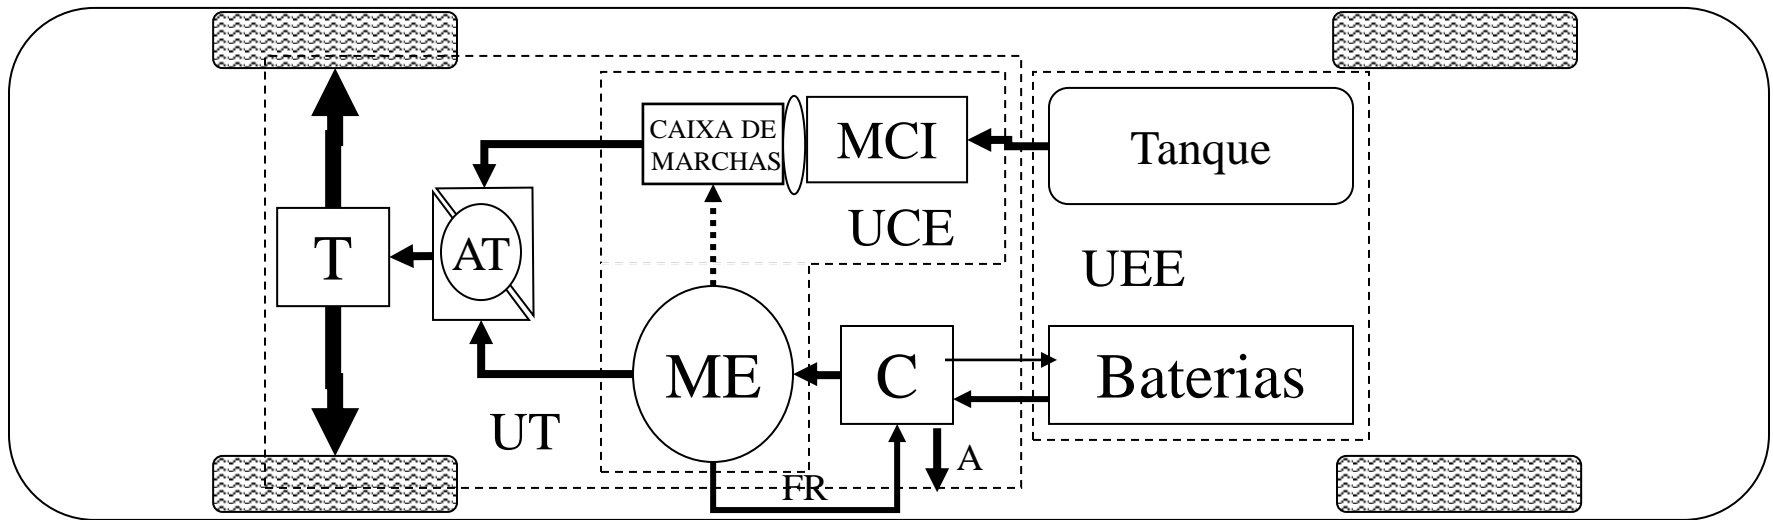 CAIXA DE
MARCHAS
MCI
Tanque
UCE
T
AT
UEE
ME
C
Baterias
UT
A
FR